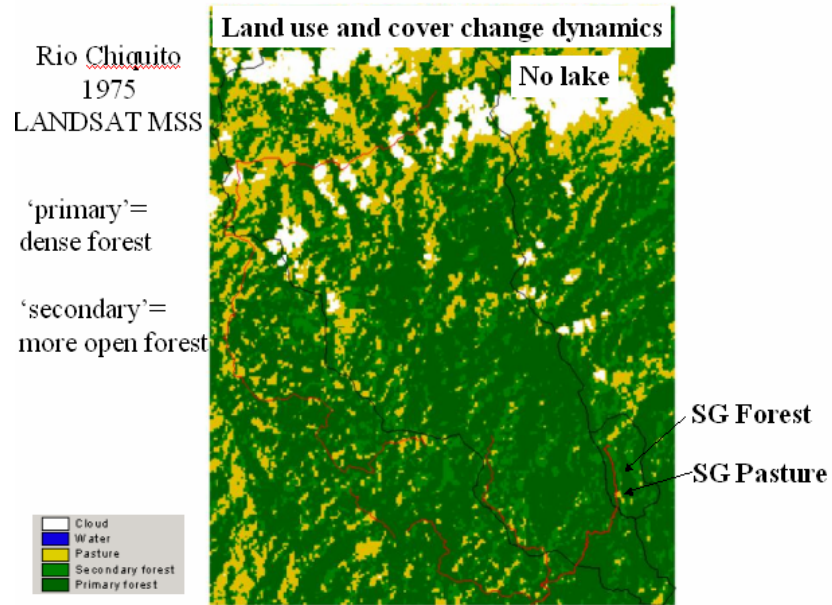 Land use and cover change dynamics
Rio Chiquito
1975
LANDSAT MSS
No lake
‘primary’=
dense forest
‘secondary’=
more open forest
SG Forest
SG Pasture
Cloud
Water
Pasture
Secondary forest
Primary forest